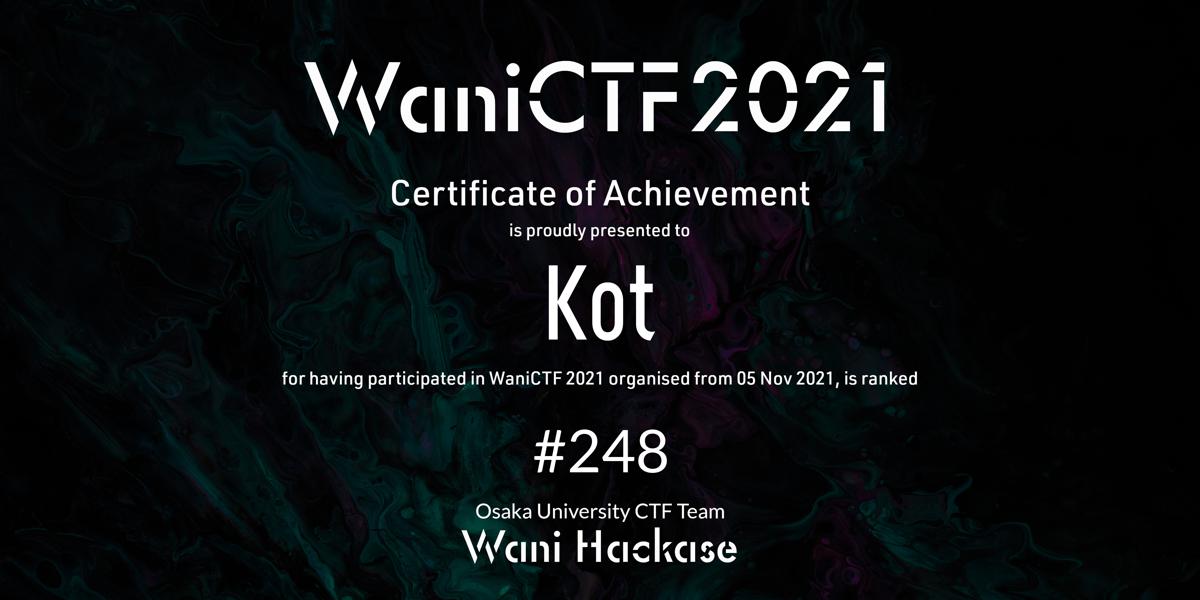 WaniCTF2021
Certificate of Achievement
is proudly presented to
Kot
for having participated in WaniCTF 2021 organised from 05 Nov 2021, is ranked
#248
Osaka University CTF Team
Wani Hackase